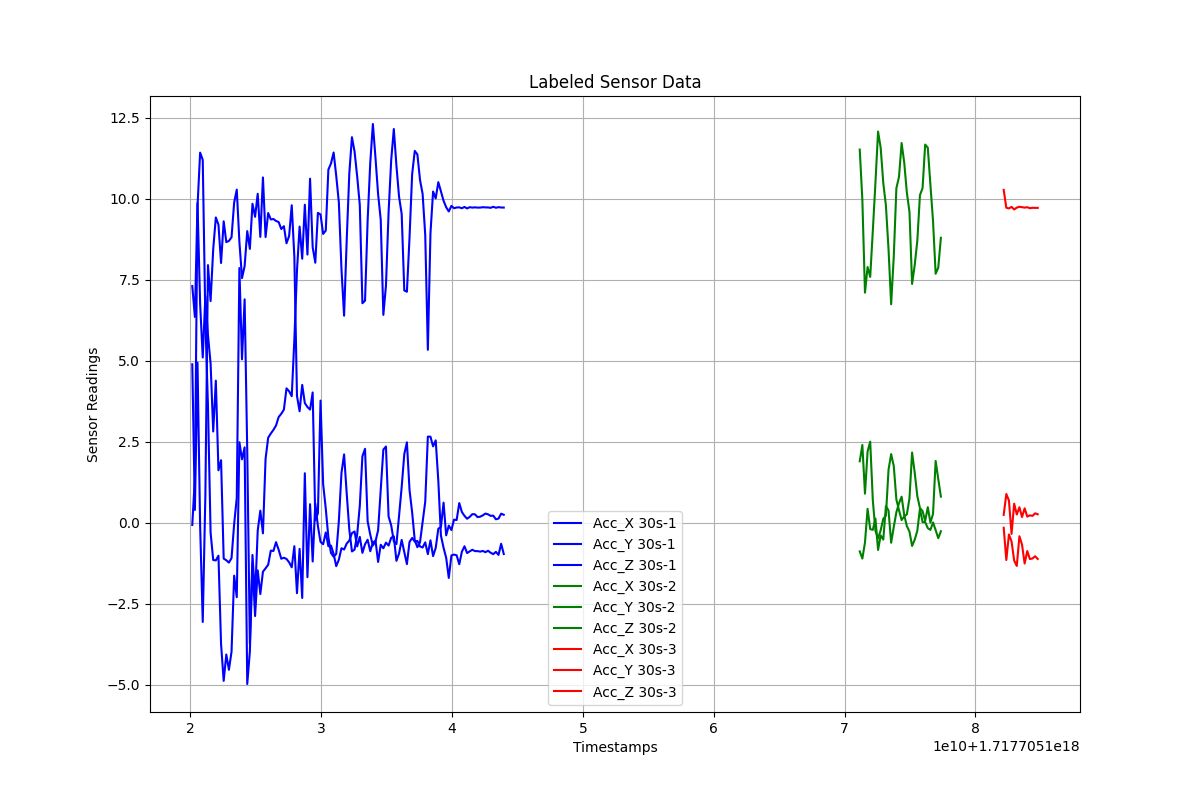 Labeled Sensor Data
12.5
10.0
7.5
5.0
2.5
0.0
−2.5
−5.0
Sensor Readings
Acc_X 30s-1
Acc_Y 30s-1
Acc_Z 30s-1
Acc_X 30s-2
Acc_Y 30s-2
Acc_Z 30s-2
Acc_X 30s-3
Acc_Y 30s-3
Acc_Z 30s-3
2 3 4 5 6 7 8
Timestamps
1e10+1.7177051e18